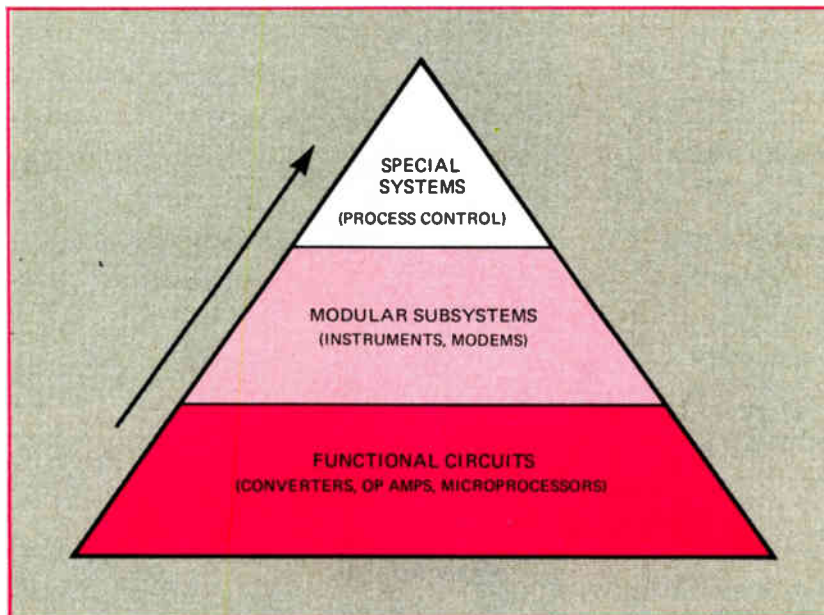 SPECIAL
SYSTEMS
(PROCESS CONTROL)
MODULAR SUBSYSTEMS
(INSTRUMENTS, MODEMS)
FUNCTIONAL CIRCUITS
(CONVERTERS, OP AMPS, MICROPROCESSORS)